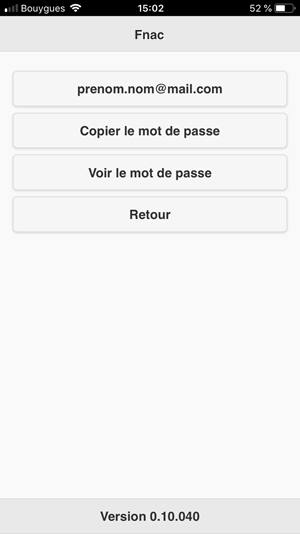 Bouygues 15:02 52 %
Fnac
prenom.nom@mail.com
Copier le mot de passe
Voir le mot de passe
Retour
Version 0.10.040